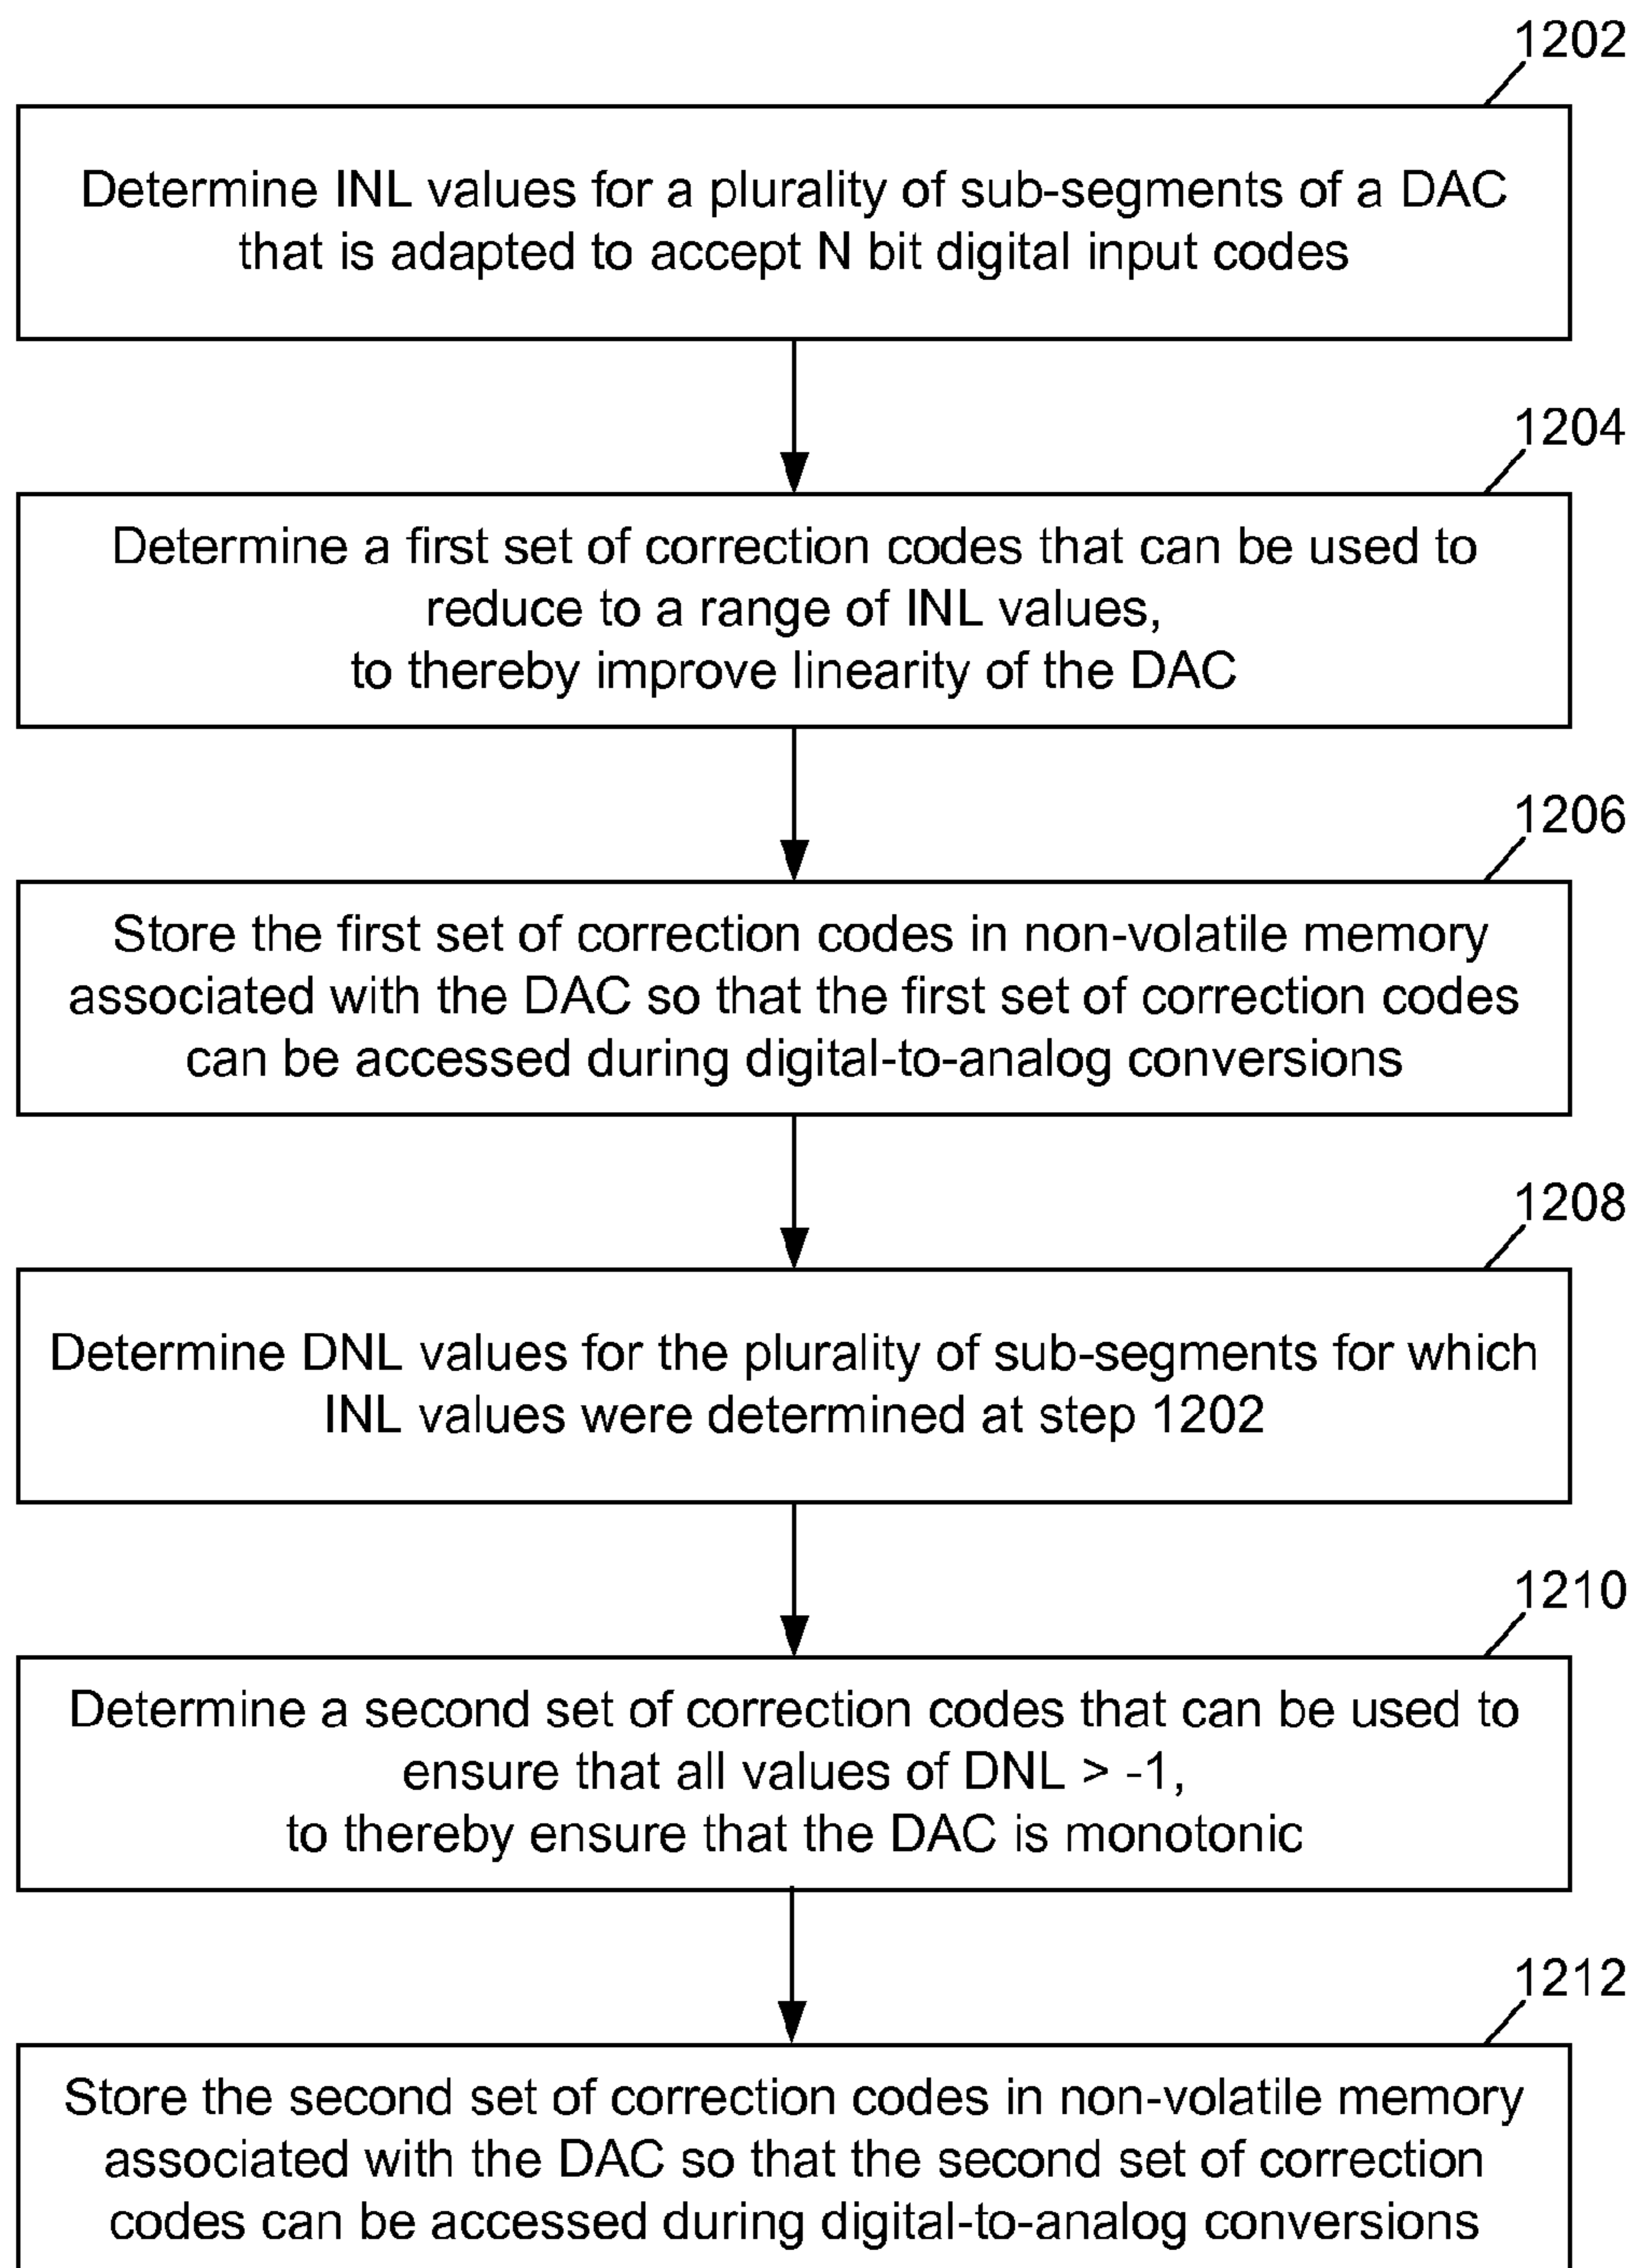 1202
Determine INL values for a plurality of sub-segments of a DAC
that is adapted to accept N bit digital input codes
1204
Determine a first set of correction codes that can be used to
reduce to a range of INL values,
to thereby improve linearity of the DAC
1206
Store the first set of correction codes in non-volatile memory
associated with the DAC so that the first set of correction codes
can be accessed during digital-to-analog conversions
1208
Determine DNL values for the plurality of sub-segments for which
INL values were determined at step 1202
1210
Determine a second set of correction codes that can be used to
ensure that all values of DNL > -1,
to thereby ensure that the DAC is monotonic
1212
Store the second set of correction codes in non-volatile memory
associated with the DAC so that the second set of correction
codes can be accessed during digital-to-analog conversions